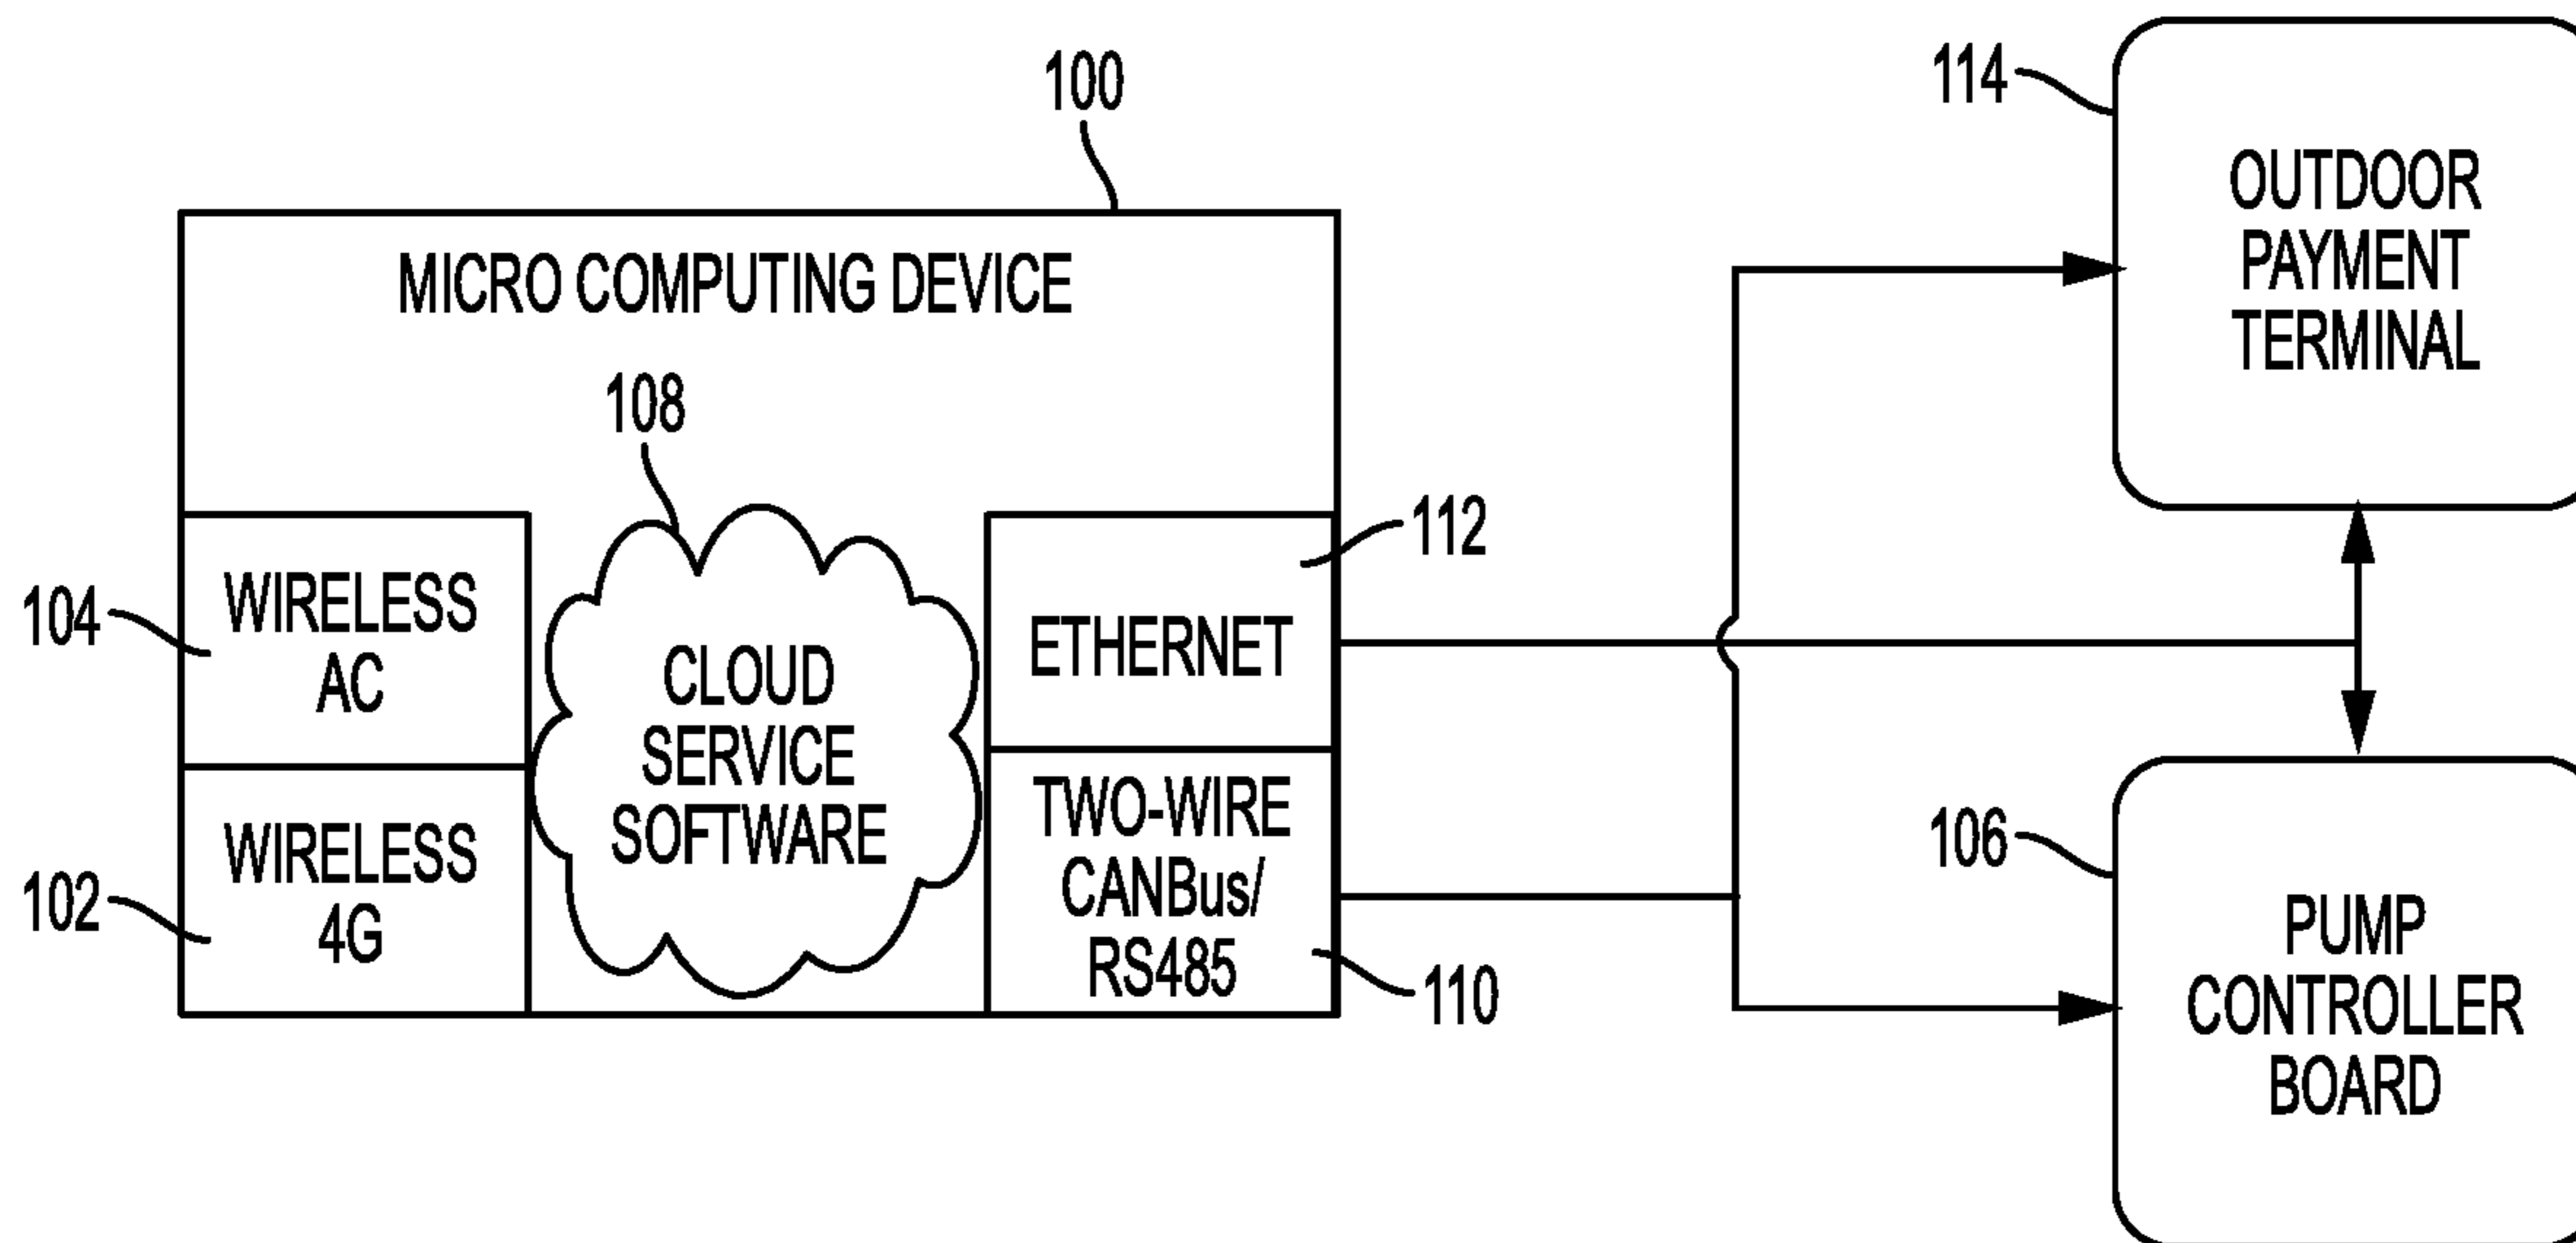 100
MICRO COMPUTING DEVICE
108
104
WIRELESS
AC
102
WIRELESS
4G
CLOUD
SERVICE
SOFTWARE
112
ETHERNET
TWO-WIRE
CANBus/
RS485
110
114
OUTDOOR
PAYMENT
TERMINAL
106
PUMP
CONTROLLER
BOARD